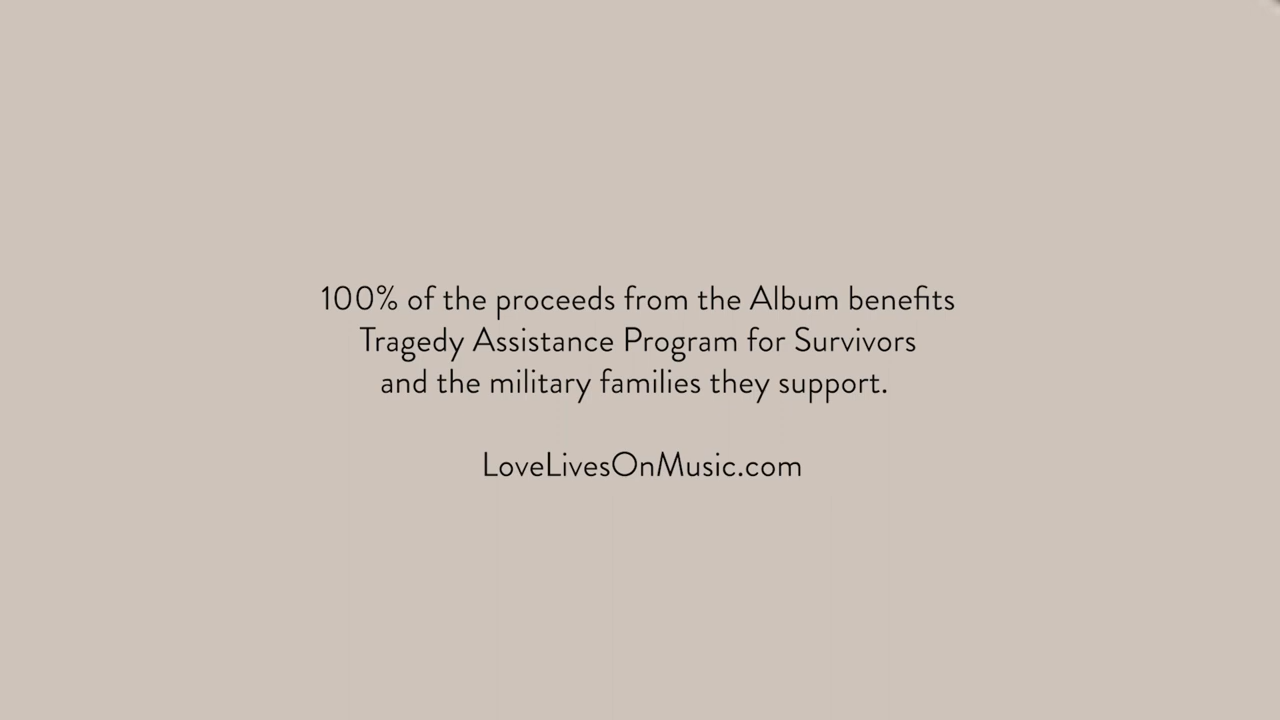 100% of the proceeds from the Album benefits
Tragedy Assistance Program for Survivors
and the military families they support.
LoveLivesOnMusic.com